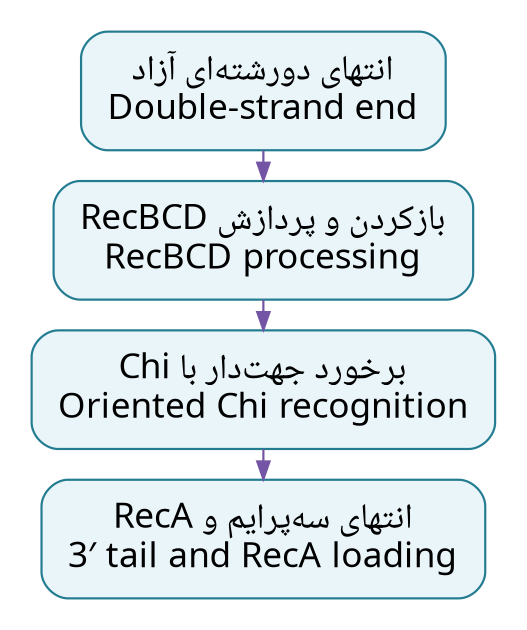 انتهای دورشته‌ای آزاد
Double-strand end
بازکردن و پردازش RecBCD
RecBCD processing
برخورد جهت‌دار با Chi
Oriented Chi recognition
انتهای سه‌پرایم و RecA
3′ tail and RecA loading